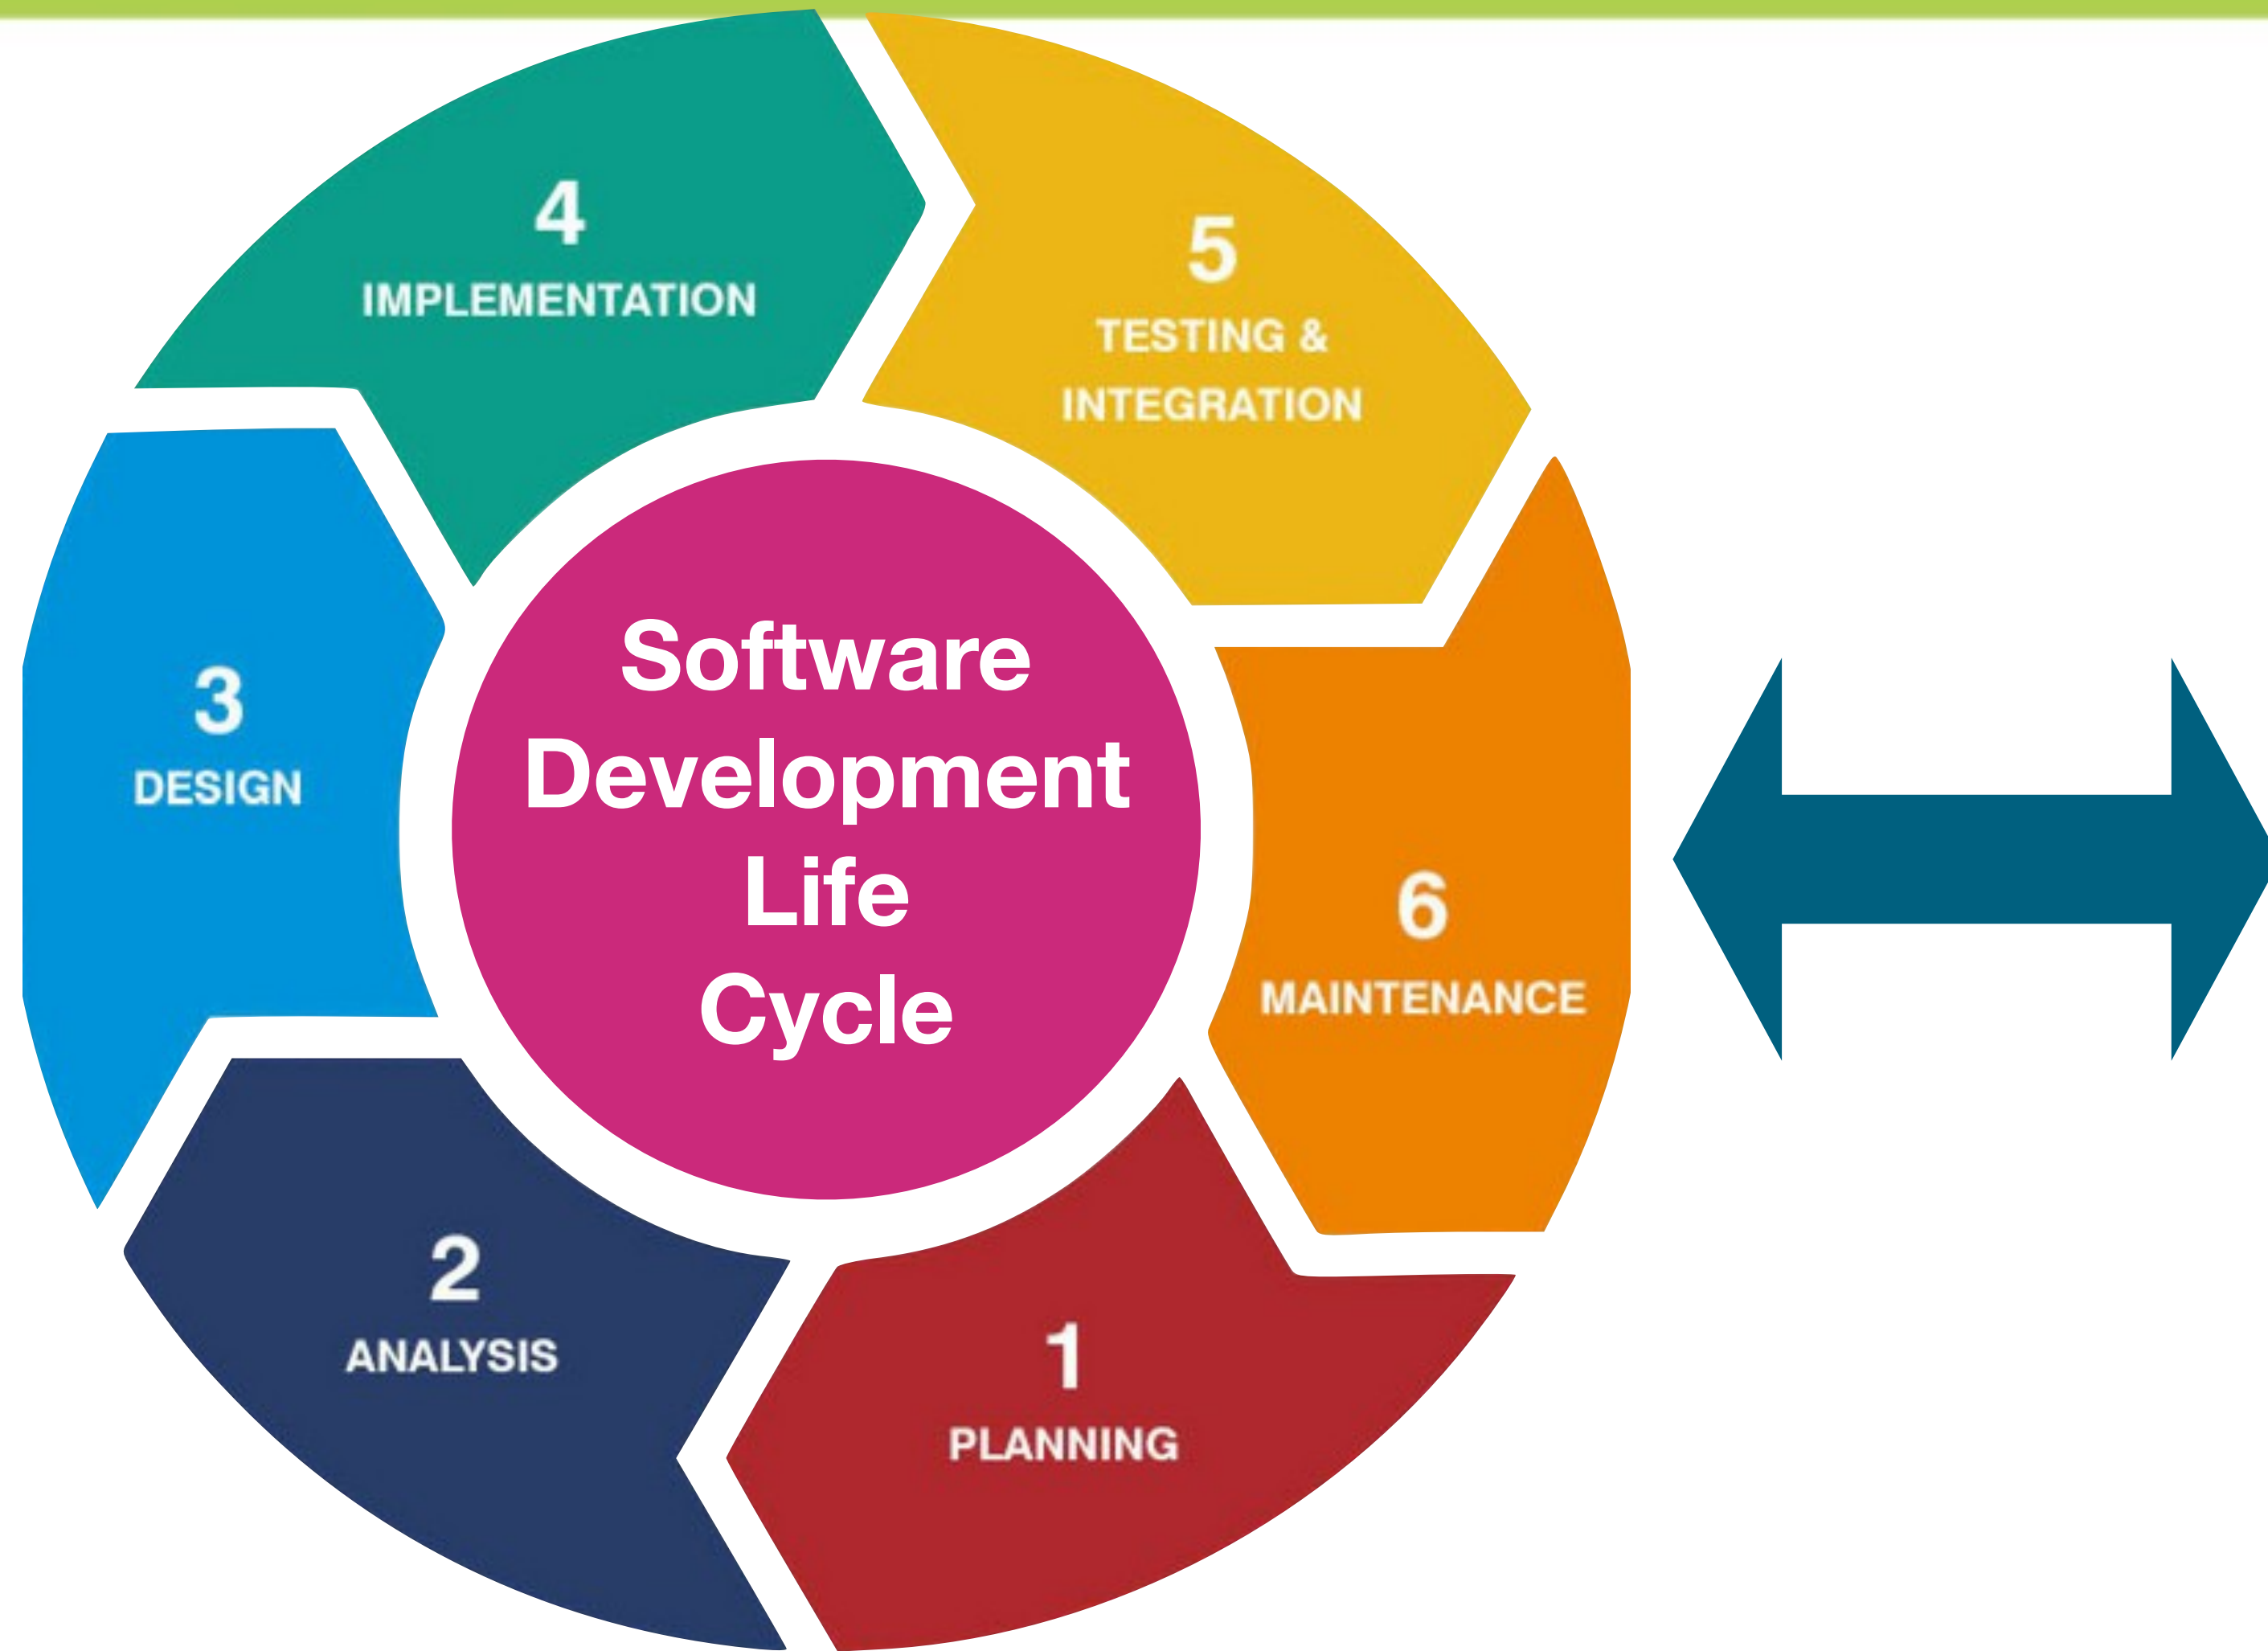 4
IMPLEMENTATION
5
TESTING &
INTEGRATION
3
DESIGN
Software
Development
Life
Cycle
6
MAINTENANCE
2
ANALYSIS
1
PLANNING